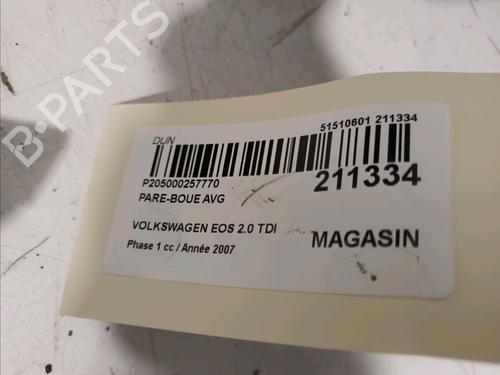 B-PARTS
DUN
51510601 211334
P205000257770
211334
PARE-BOUE AVG
VOLKSWAGEN EOS 2.0 TDI
MAGASIN
Phase 1 cc / Année 2007